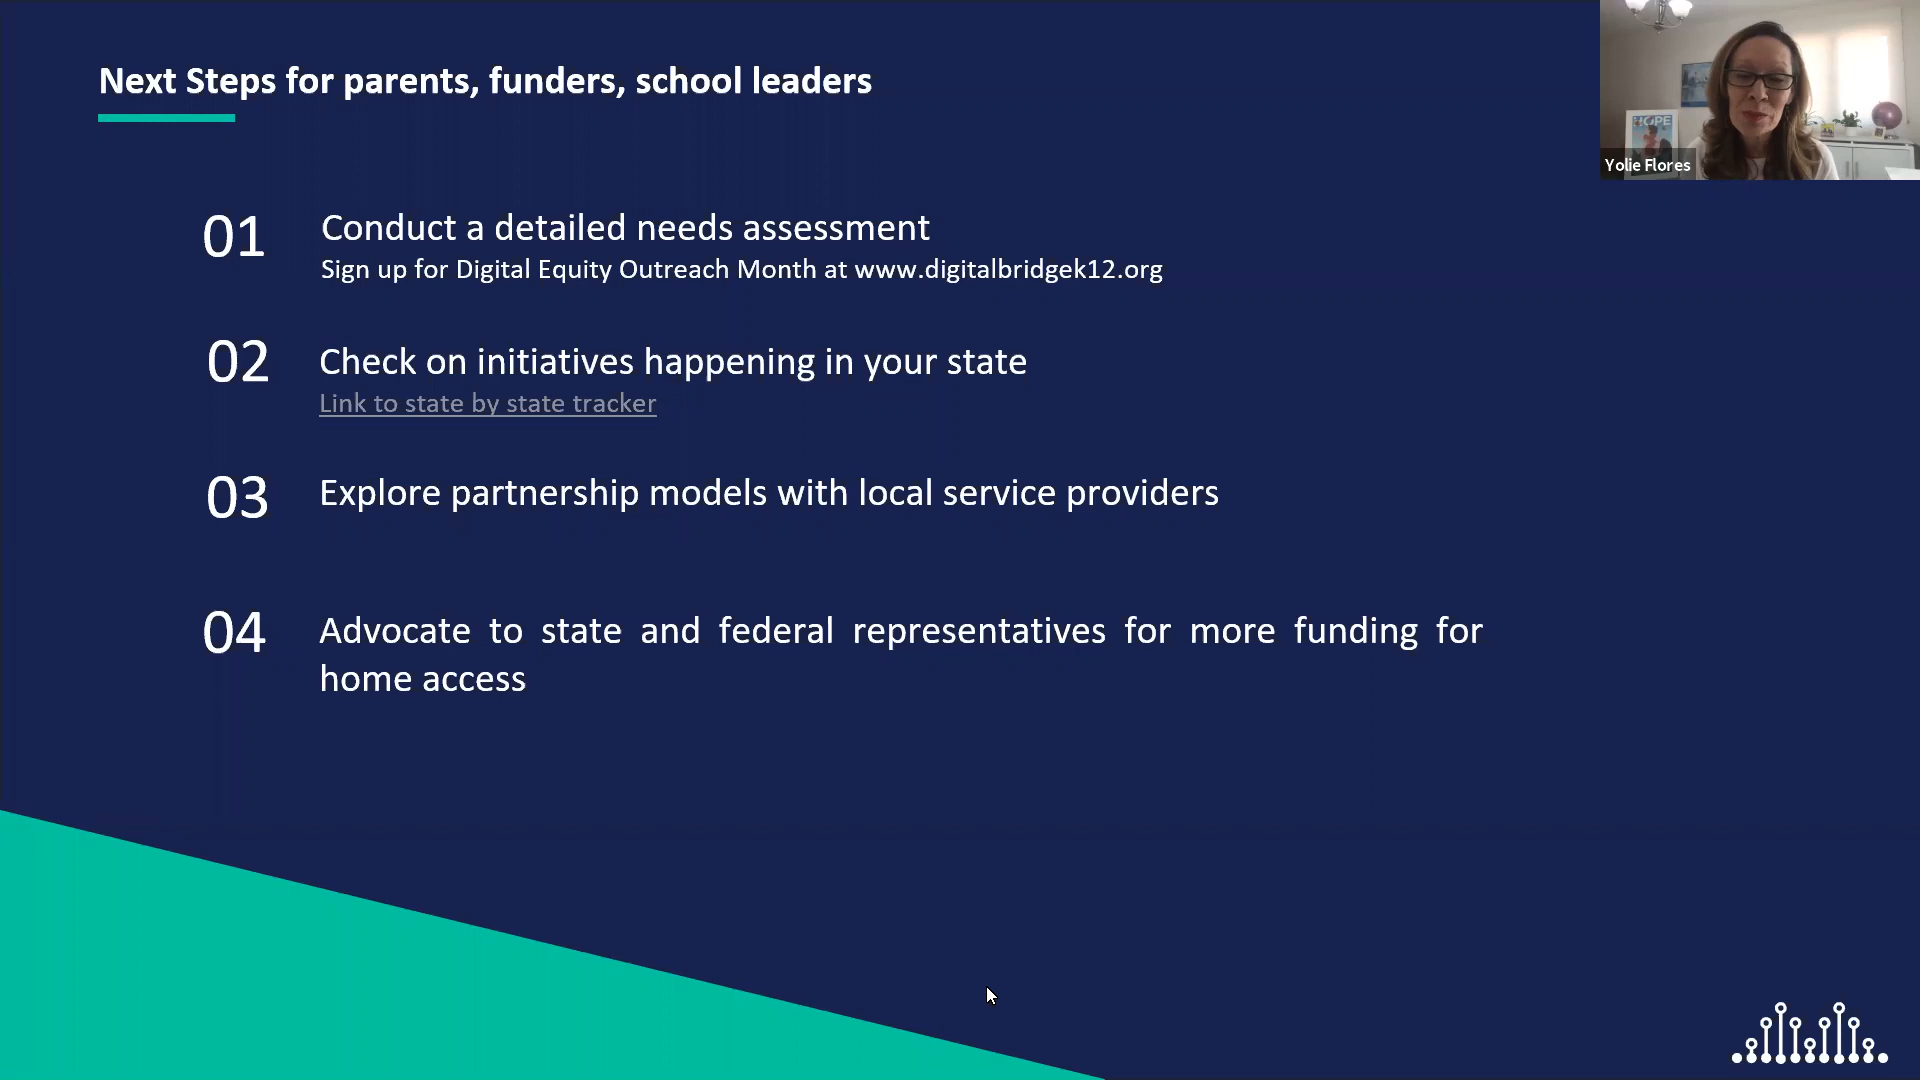 Next Steps for parents, funders, school leaders
HOPE
Yolie Flores
01
Conduct a detailed needs assessment
Sign up for Digital Equity Outreach Month at www.digitalbridgek12.org
02
Check on initiatives happening in your state
Link to state by state tracker
03
Explore partnership models with local service providers
04
Advocate to state and federal representatives for more funding for
home access